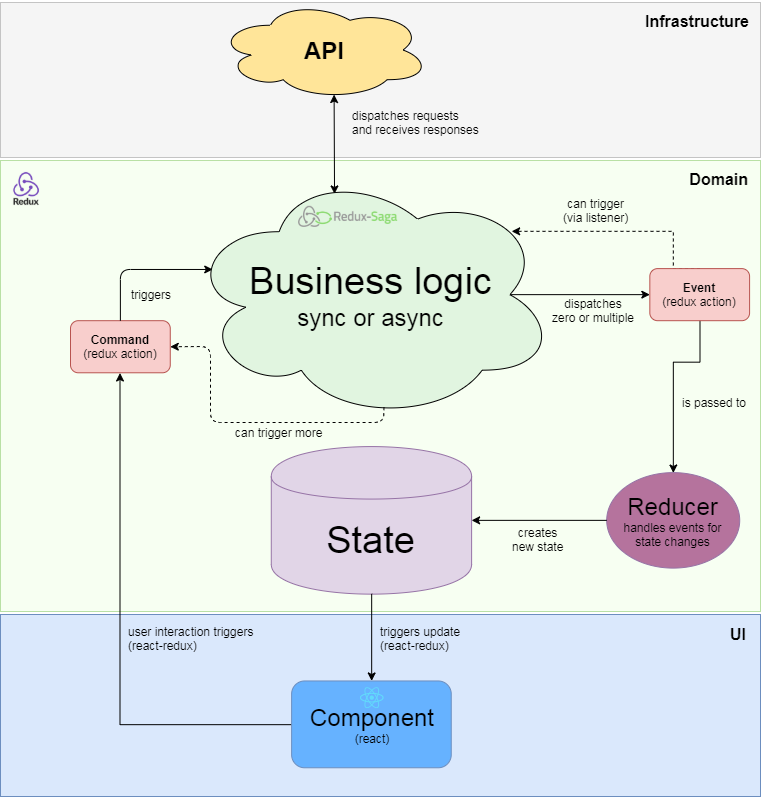 Infrastructure
API
dispatches requests
and receives responses
Redux
Domain
Redux-Saga
can trigger
(via listener)
Business logic
sync or async
triggers
Event
(redux action)
dispatches
zero or multiple
Command
(redux action)
is passed to
can trigger more
State
Reducer
handles events for
state changes
creates
new state
UI
user interaction triggers
(react-redux)
triggers update
(react-redux)
Component
(react)